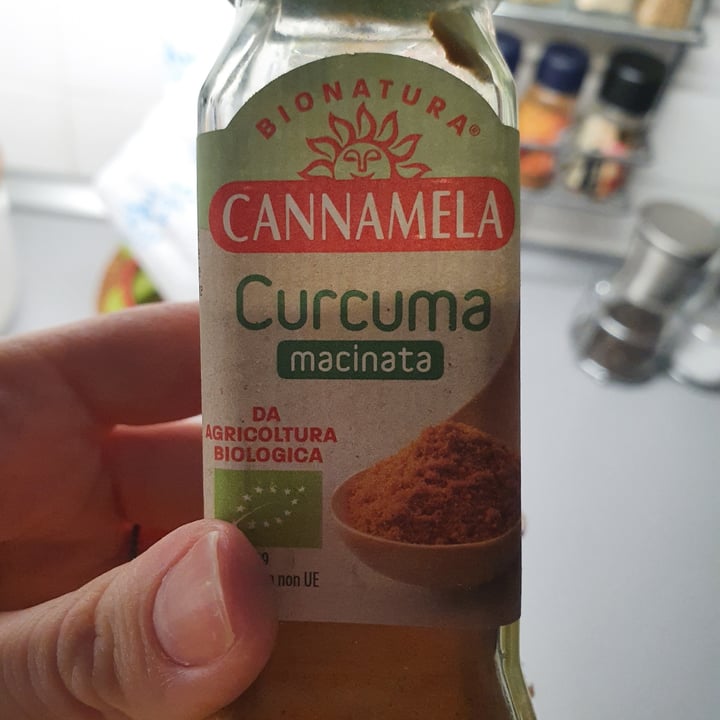 BIONATURA®
CANNAMELA
Curcuma
macinata
DA
AGRICOLTURA
BIOLOGICA
non UE